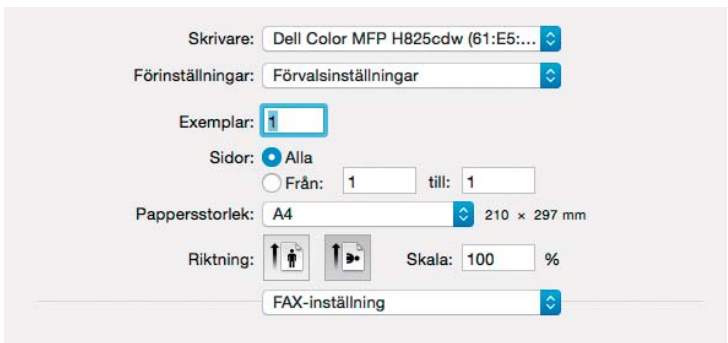 Skrivare: Dell Color MFP H825cdw (61:E5:...
Förinställningar: Förvalsinställningar
Exemplar: 1
Sidor: Alla
Från: 1 till: 1
Pappersstorlek: A4 210 × 297 mm
Riktning: Skala: 100 %
FAX-inställning